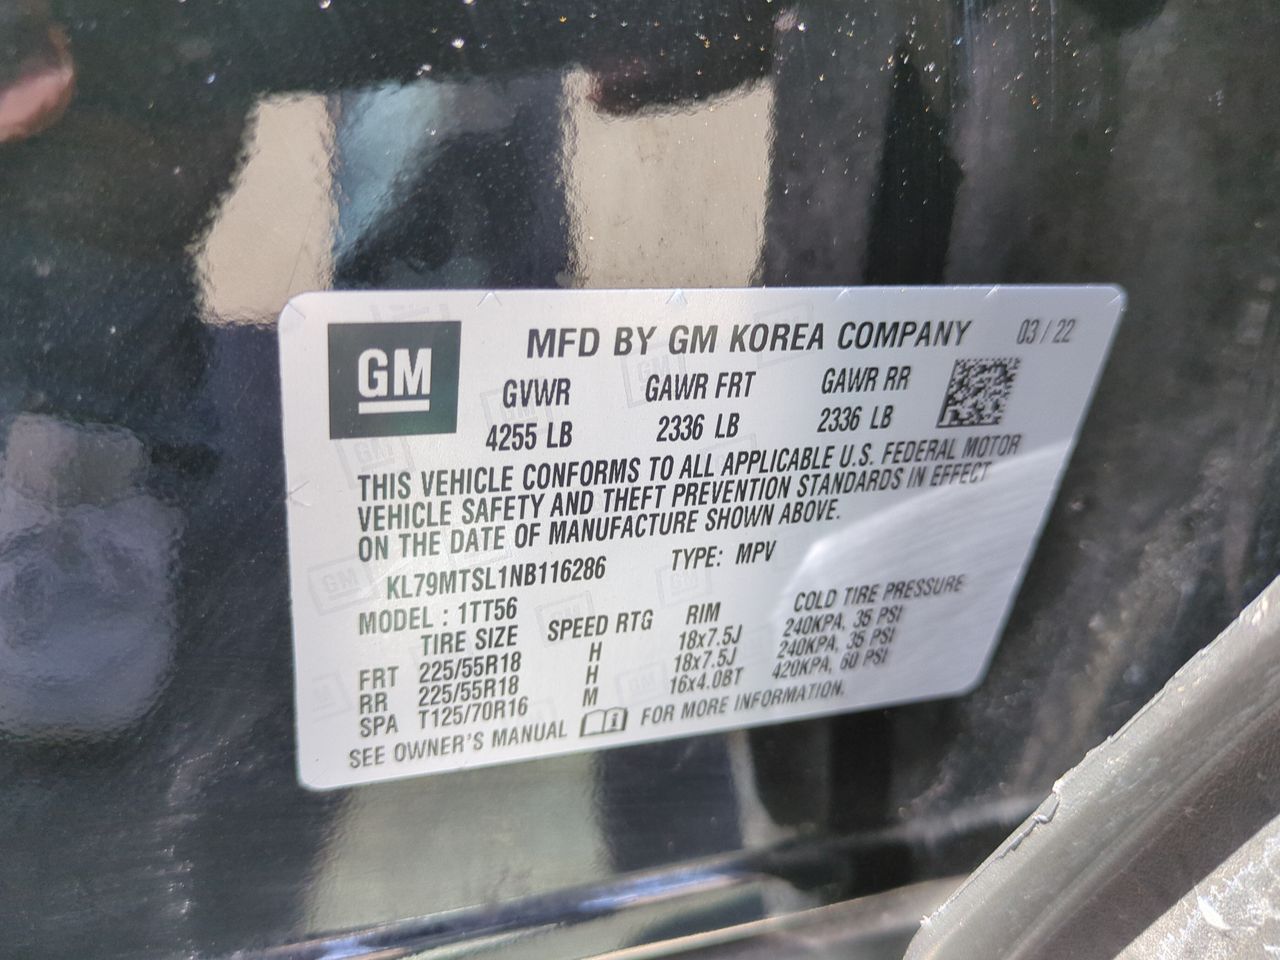 GM
MFD BY GM KOREA COMPANY 03/22
GVWR GAWR FRT GAWR RR
4255 LB 2336 LB 2336 LB
THIS VEHICLE CONFORMS TO ALL APPLICABLE U.S. FEDERAL MOTOR
VEHICLE SAFETY AND THEFT PREVENTION STANDARDS IN EFFECT
ON THE DATE OF MANUFACTURE SHOWN ABOVE.
KL79MTSL1NB116286 TYPE: MPV
MODEL: 1TT56
TIRE SIZE SPEED RTG RIM COLD TIRE PRESSURE
FRT 225/55R18 H 18x7.5J 240KPA, 35 PSI
RR 225/55R18 H 18x7.5J 240KPA, 35 PSI
SPA T125/70R16 M 16x4.0BT 420KPA, 60 PSI
SEE OWNER'S MANUAL FOR MORE INFORMATION.